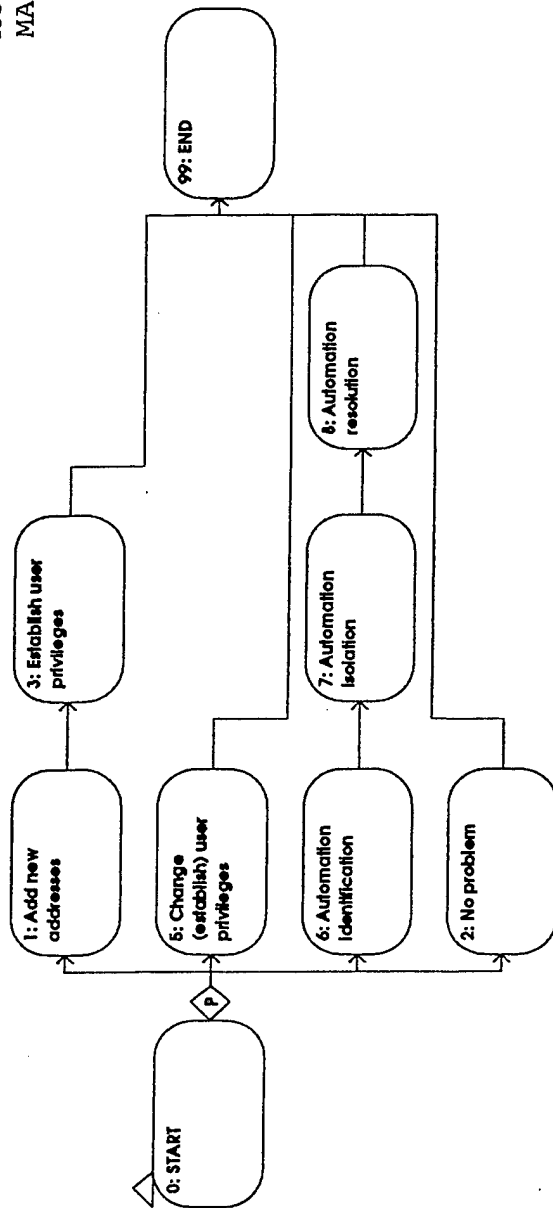 0: START
P
1: Add new
addresses
5: Change
(establish) user
privileges
6: Automation
Identification
2: No problem
3: Establish user
privileges
7: Automation
Isolation
8: Automation
resolution
99: END
MA